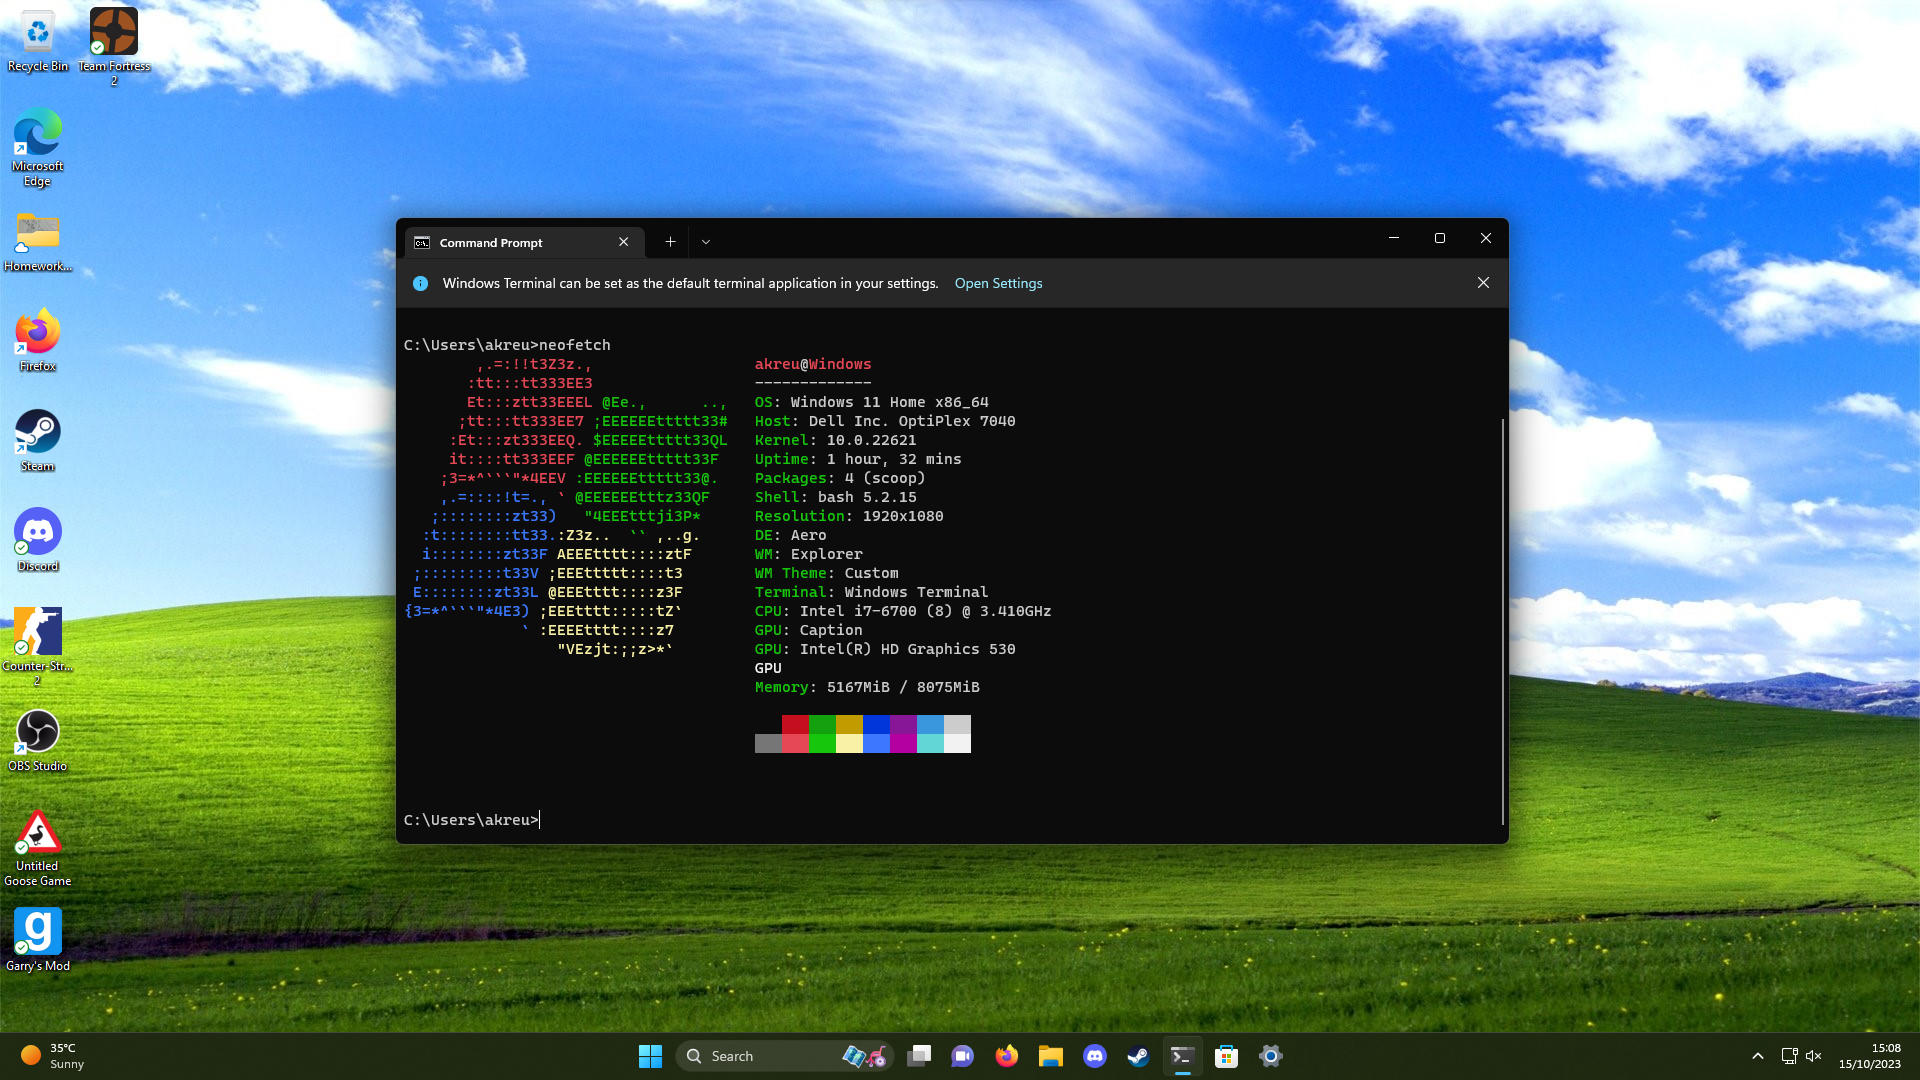 Recycle Bin
Team Fortress
2
Microsoft
Edge
Homework...
Firefox
Steam
Discord
Counter-Str...
2
OBS Studio
Untitled
Goose Game
g
Garry's Mod
Command Prompt
Windows Terminal can be set as the default terminal application in your settings. Open Settings
C:\Users\akreu>neofetch
        ,.=:!!t3Z3z.,                  akreu@Windows
       :tt:::tt333EE3                  -------------
       Et:::ztt33EEEL @Ee.,      ..,   OS: Windows 11 Home x86_64
      ;tt:::tt333EE7 ;EEEEEEttttt33#   Host: Dell Inc. OptiPlex 7040
     :Et:::zt333EEQ. $EEEEEttttt33QL   Kernel: 10.0.22621
     it::::tt333EEF @EEEEEEttttt33F    Uptime: 1 hour, 32 mins
    ;3=*^```"*4EEV :EEEEEEttttt33@.    Packages: 4 (scoop)
    ,.=::::!t=., ` @EEEEEEtttz33QF     Shell: bash 5.2.15
   ;::::::::zt33)   "4EEEtttji3P*      Resolution: 1920x1080
  :t::::::::tt33.:Z3z..  `` ,..g.      DE: Aero
  i::::::::zt33F AEEEtttt::::ztF       WM: Explorer
 ;:::::::::t33V ;EEEttttt::::t3        WM Theme: Custom
 E::::::::zt33L @EEEtttt::::z3F        Terminal: Windows Terminal
{3=*^```"*4E3) ;EEEtttt:::::tZ`        CPU: Intel i7-6700 (8) @ 3.410GHz
             ` :EEEEtttt::::z7         GPU: Caption
                 "VEzjt:;;z>*`         GPU: Intel(R) HD Graphics 530
GPU
Memory: 5167MiB / 8075MiB
C:\Users\akreu>
35°C
Sunny
Search
15:08
15/10/2023